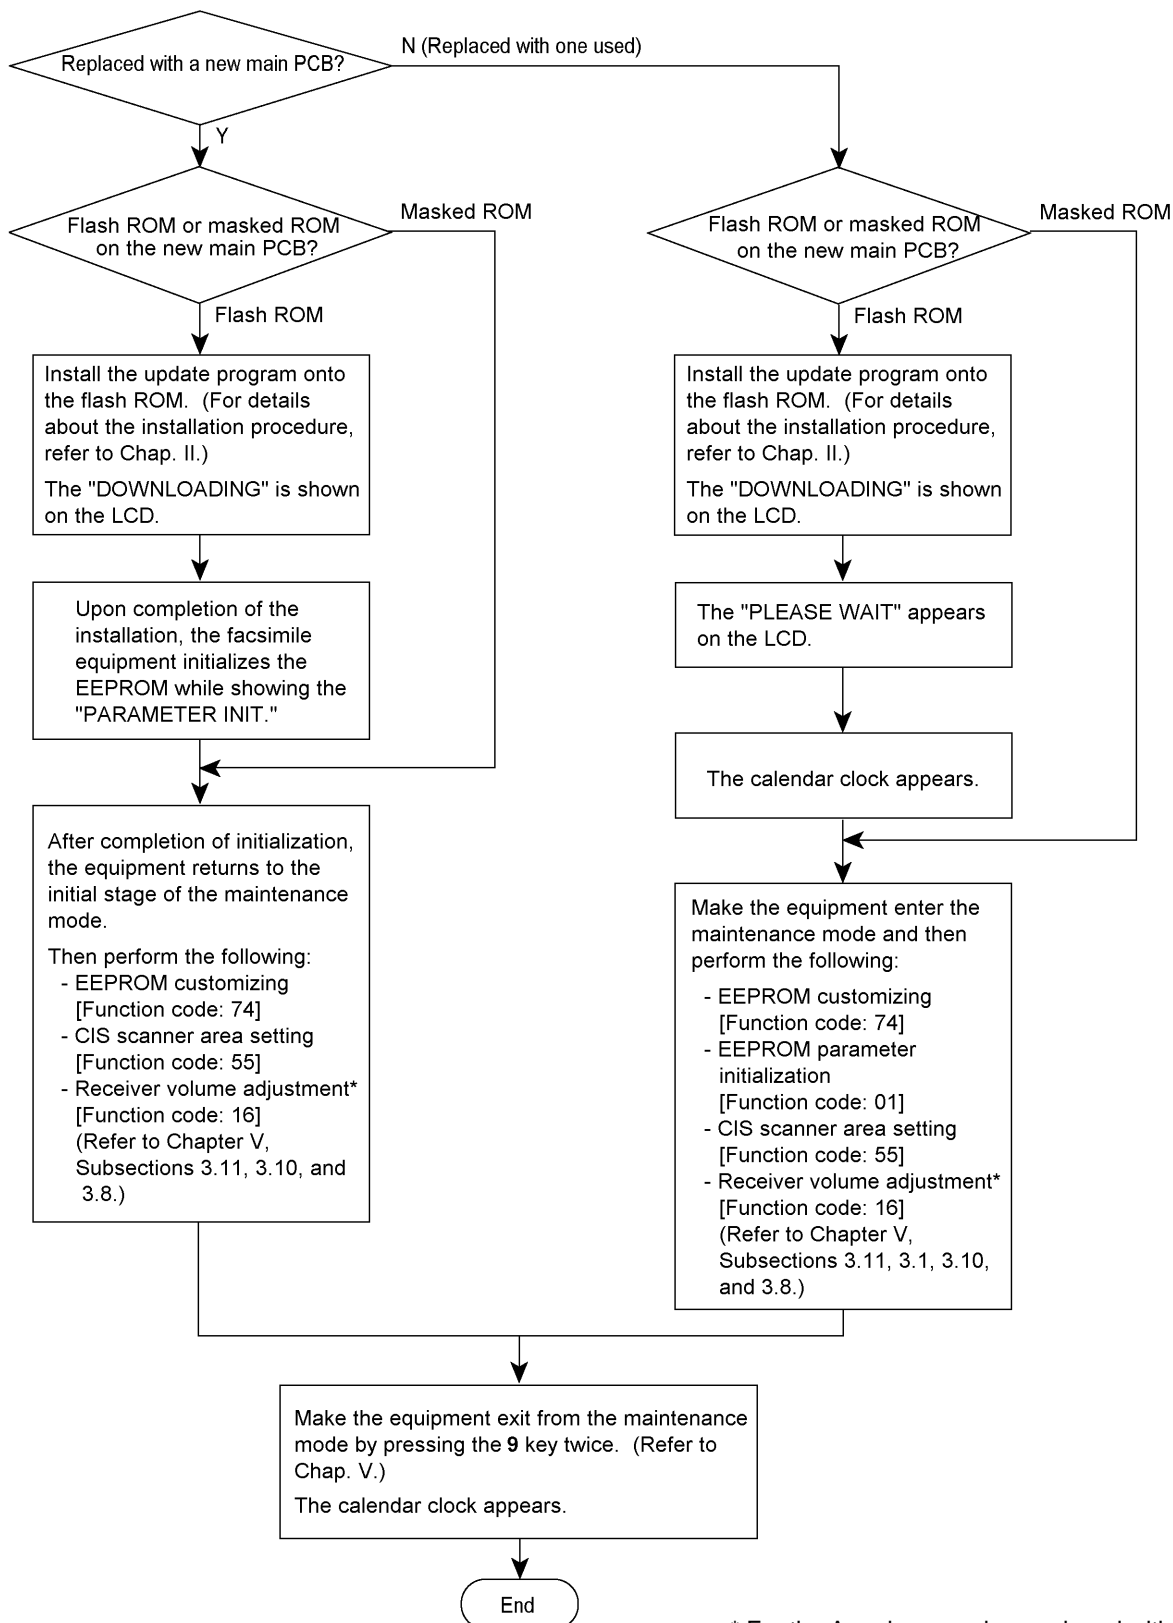 Replaced with a new main PCB?
N (Replaced with one used)
Y
Flash ROM or masked ROM
on the new main PCB?
Masked ROM
Flash ROM
Install the update program onto
the flash ROM.  (For details
about the installation procedure,
refer to Chap. II.)
The "DOWNLOADING" is shown
on the LCD.
Upon completion of the
installation, the facsimile
equipment initializes the
EEPROM while showing the
"PARAMETER INIT."
After completion of initialization,
the equipment returns to the
initial stage of the maintenance
mode.
Then perform the following:
- EEPROM customizing
[Function code: 74]
- CIS scanner area setting
[Function code: 55]
- Receiver volume adjustment*
[Function code: 16]
(Refer to Chapter V,
Subsections 3.11, 3.10, and
3.8.)
Flash ROM or masked ROM
on the new main PCB?
Masked ROM
Flash ROM
Install the update program onto
the flash ROM.  (For details
about the installation procedure,
refer to Chap. II.)
The "DOWNLOADING" is shown
on the LCD.
The "PLEASE WAIT" appears
on the LCD.
The calendar clock appears.
Make the equipment enter the
maintenance mode and then
perform the following:
- EEPROM customizing
[Function code: 74]
- EEPROM parameter
initialization
[Function code: 01]
- CIS scanner area setting
[Function code: 55]
- Receiver volume adjustment*
[Function code: 16]
(Refer to Chapter V,
Subsections 3.11, 3.1, 3.10,
and 3.8.)
Make the equipment exit from the maintenance
mode by pressing the 9 key twice.  (Refer to
Chap. V.)
The calendar clock appears.
End